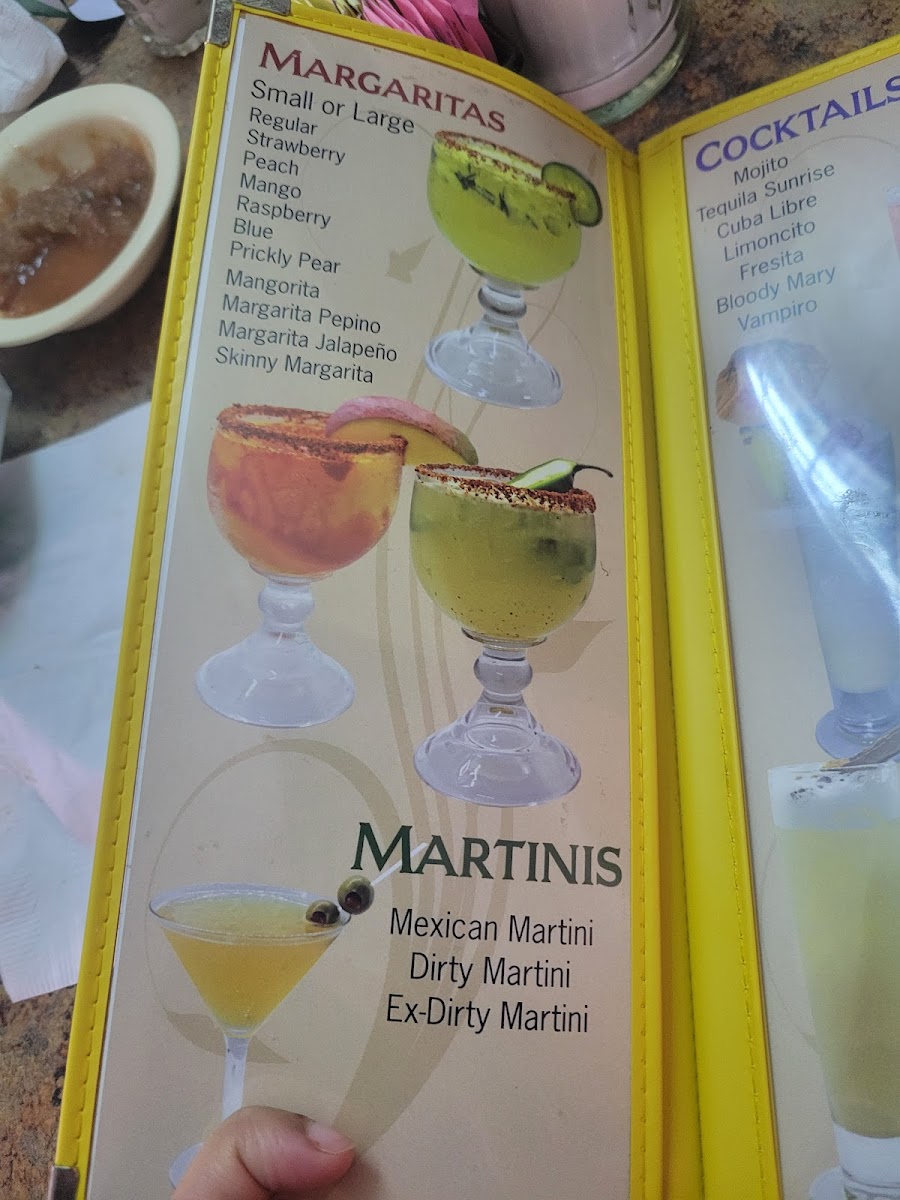 MARGARITAS
Small or Large
Regular
Strawberry
Peach
Mango
Raspberry
Blue
Prickly Pear
Mangorita
Margarita Pepino
Margarita Jalapeño
Skinny Margarita
MARTINIS
Mexican Martini
Dirty Martini
Ex-Dirty Martini
COCKTAILS
Mojito
Tequila Sunrise
Cuba Libre
Limoncito
Fresita
Bloody Mary
Vampiro